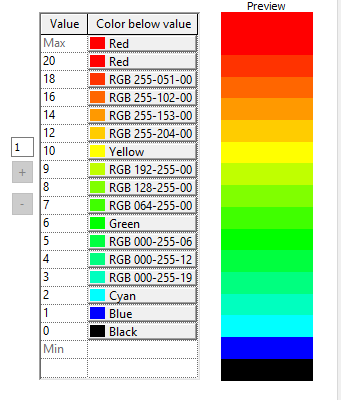 Preview
Value Color below value
Max Red
20 Red
18 RGB 255-051-00
16 RGB 255-102-00
14 RGB 255-153-00
12 RGB 255-204-00
10 Yellow
1
9 RGB 192-255-00
8 RGB 128-255-00
+
7 RGB 064-255-00
-
6 Green
5 RGB 000-255-06
4 RGB 000-255-12
3 RGB 000-255-19
2 Cyan
1 Blue
0 Black
Min